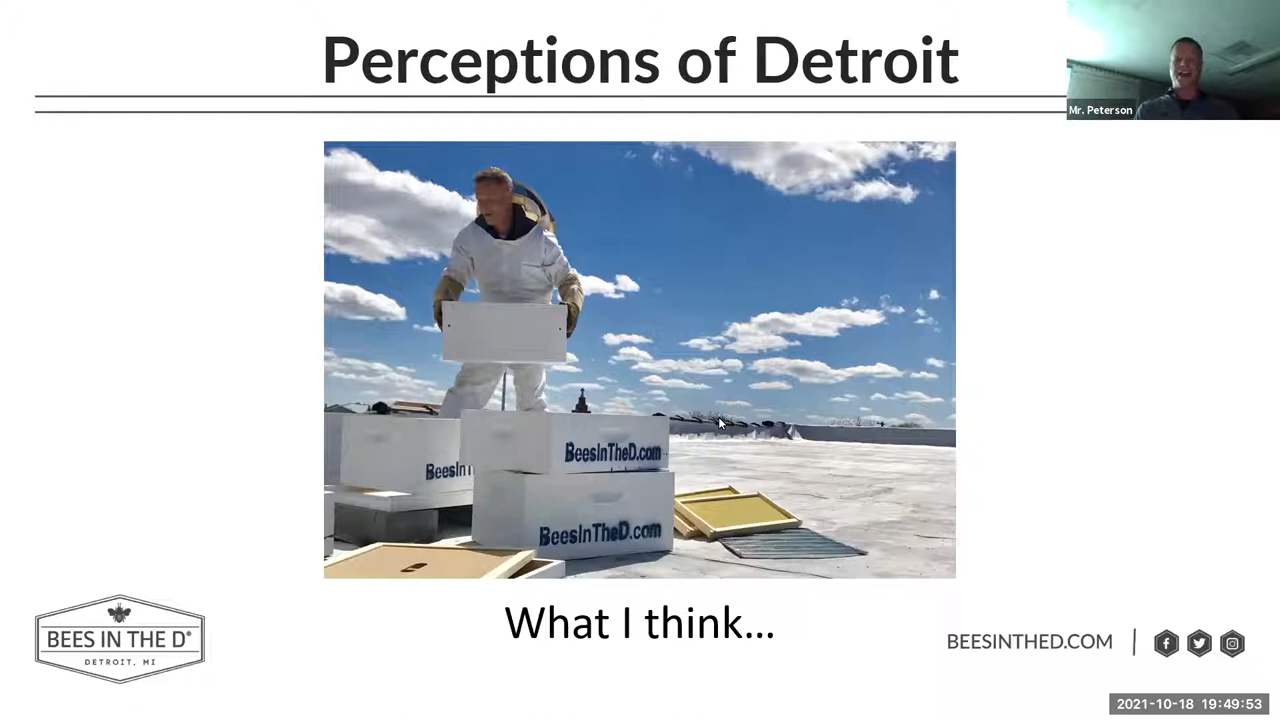 Perceptions of Detroit
Mr. Peterson
BeesInTheD.com
BeesInT
BeesInTheD.com
What I think...
BEES IN THE D®
DETROIT, MI
BEESINTHED.COM
2021-10-18 19:49:53